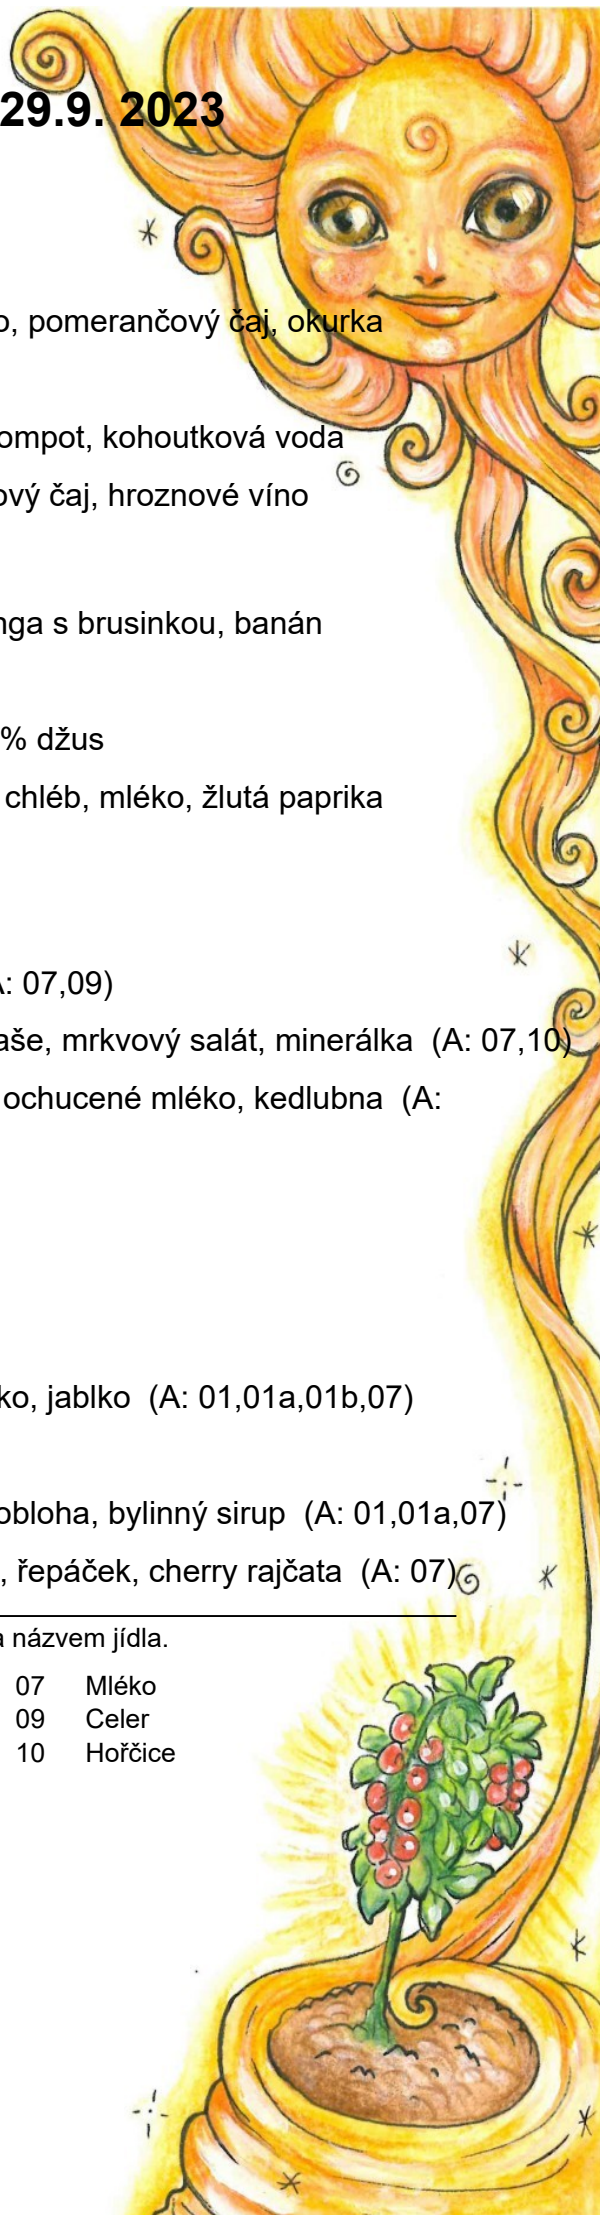 29.9. 2023
o, pomerančový čaj, okurka
ompot, kohoutková voda
ový čaj, hroznové víno
nga s brusinkou, banán
% džus
chléb, mléko, žlutá paprika
A: 07,09)
aše, mrkvový salát, minerálka (A: 07,10)
ochucené mléko, kedlubna (A:
ko, jablko (A: 01,01a,01b,07)
obloha, bylinný sirup (A: 01,01a,07)
, řepáček, cherry rajčata (A: 07)
a názvem jídla.
07 Mléko
09 Celer
10 Hořčice